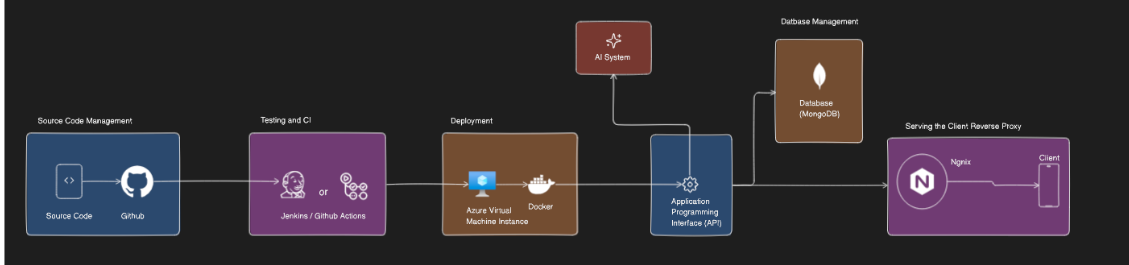 Source Code Management
Source Code
Github
Testing and CI
or
Jenkins / Github Actions
Deployment
Azure Virtual
Machine Instance
Docker
AI System
Application
Programming
Interface (API)
Datbase Management
Database
(MongoDB)
Serving the Client Reverse Proxy
Ngnix
Client